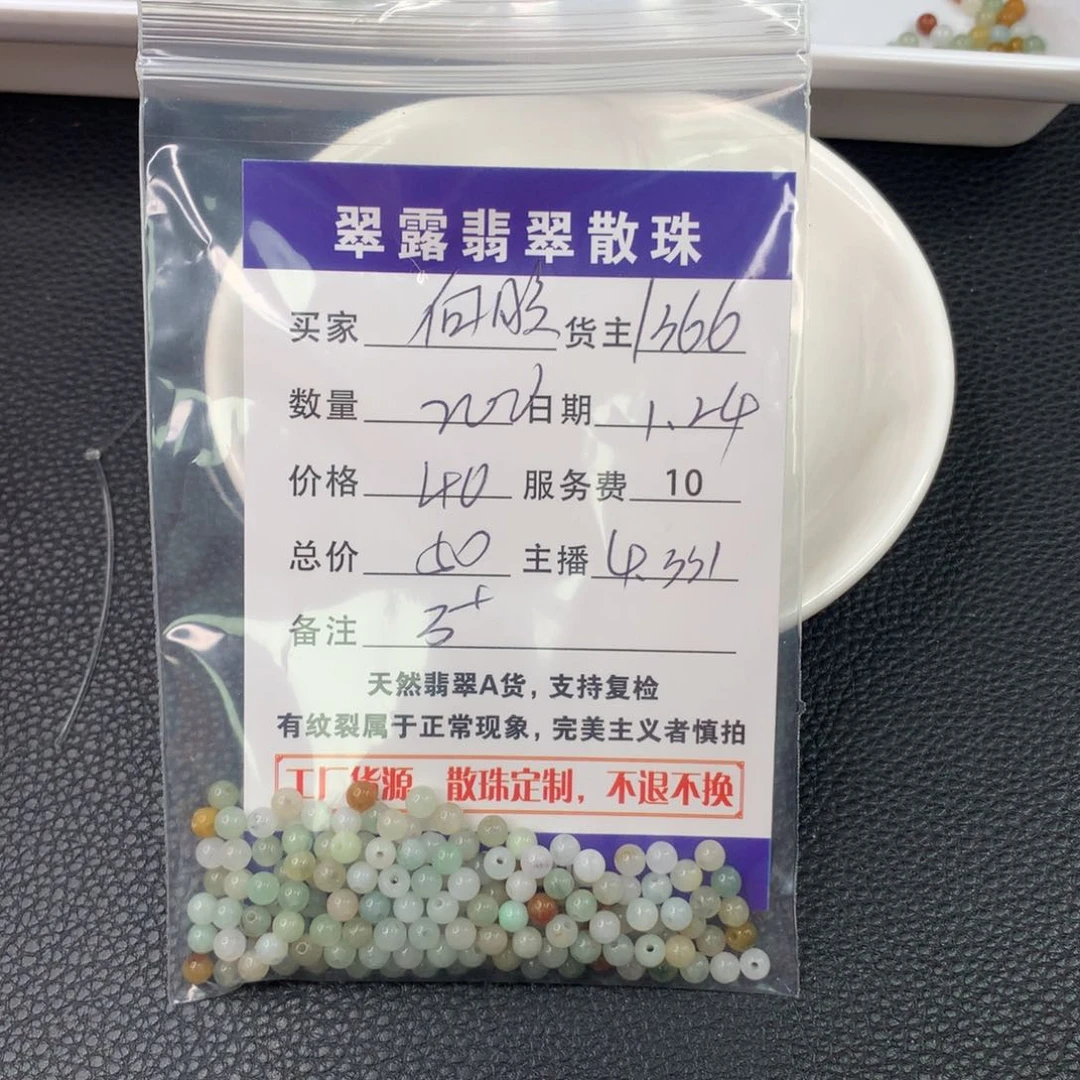 翠露翡翠散珠
买家 货主 1366
数量 日期 1.24
价格 40 服务费 10
总价 50 主播
备注
天然翡翠A货，支持复检
有纹裂属于正常现象，完美主义者慎拍
工厂货源 散珠定制，不退不换